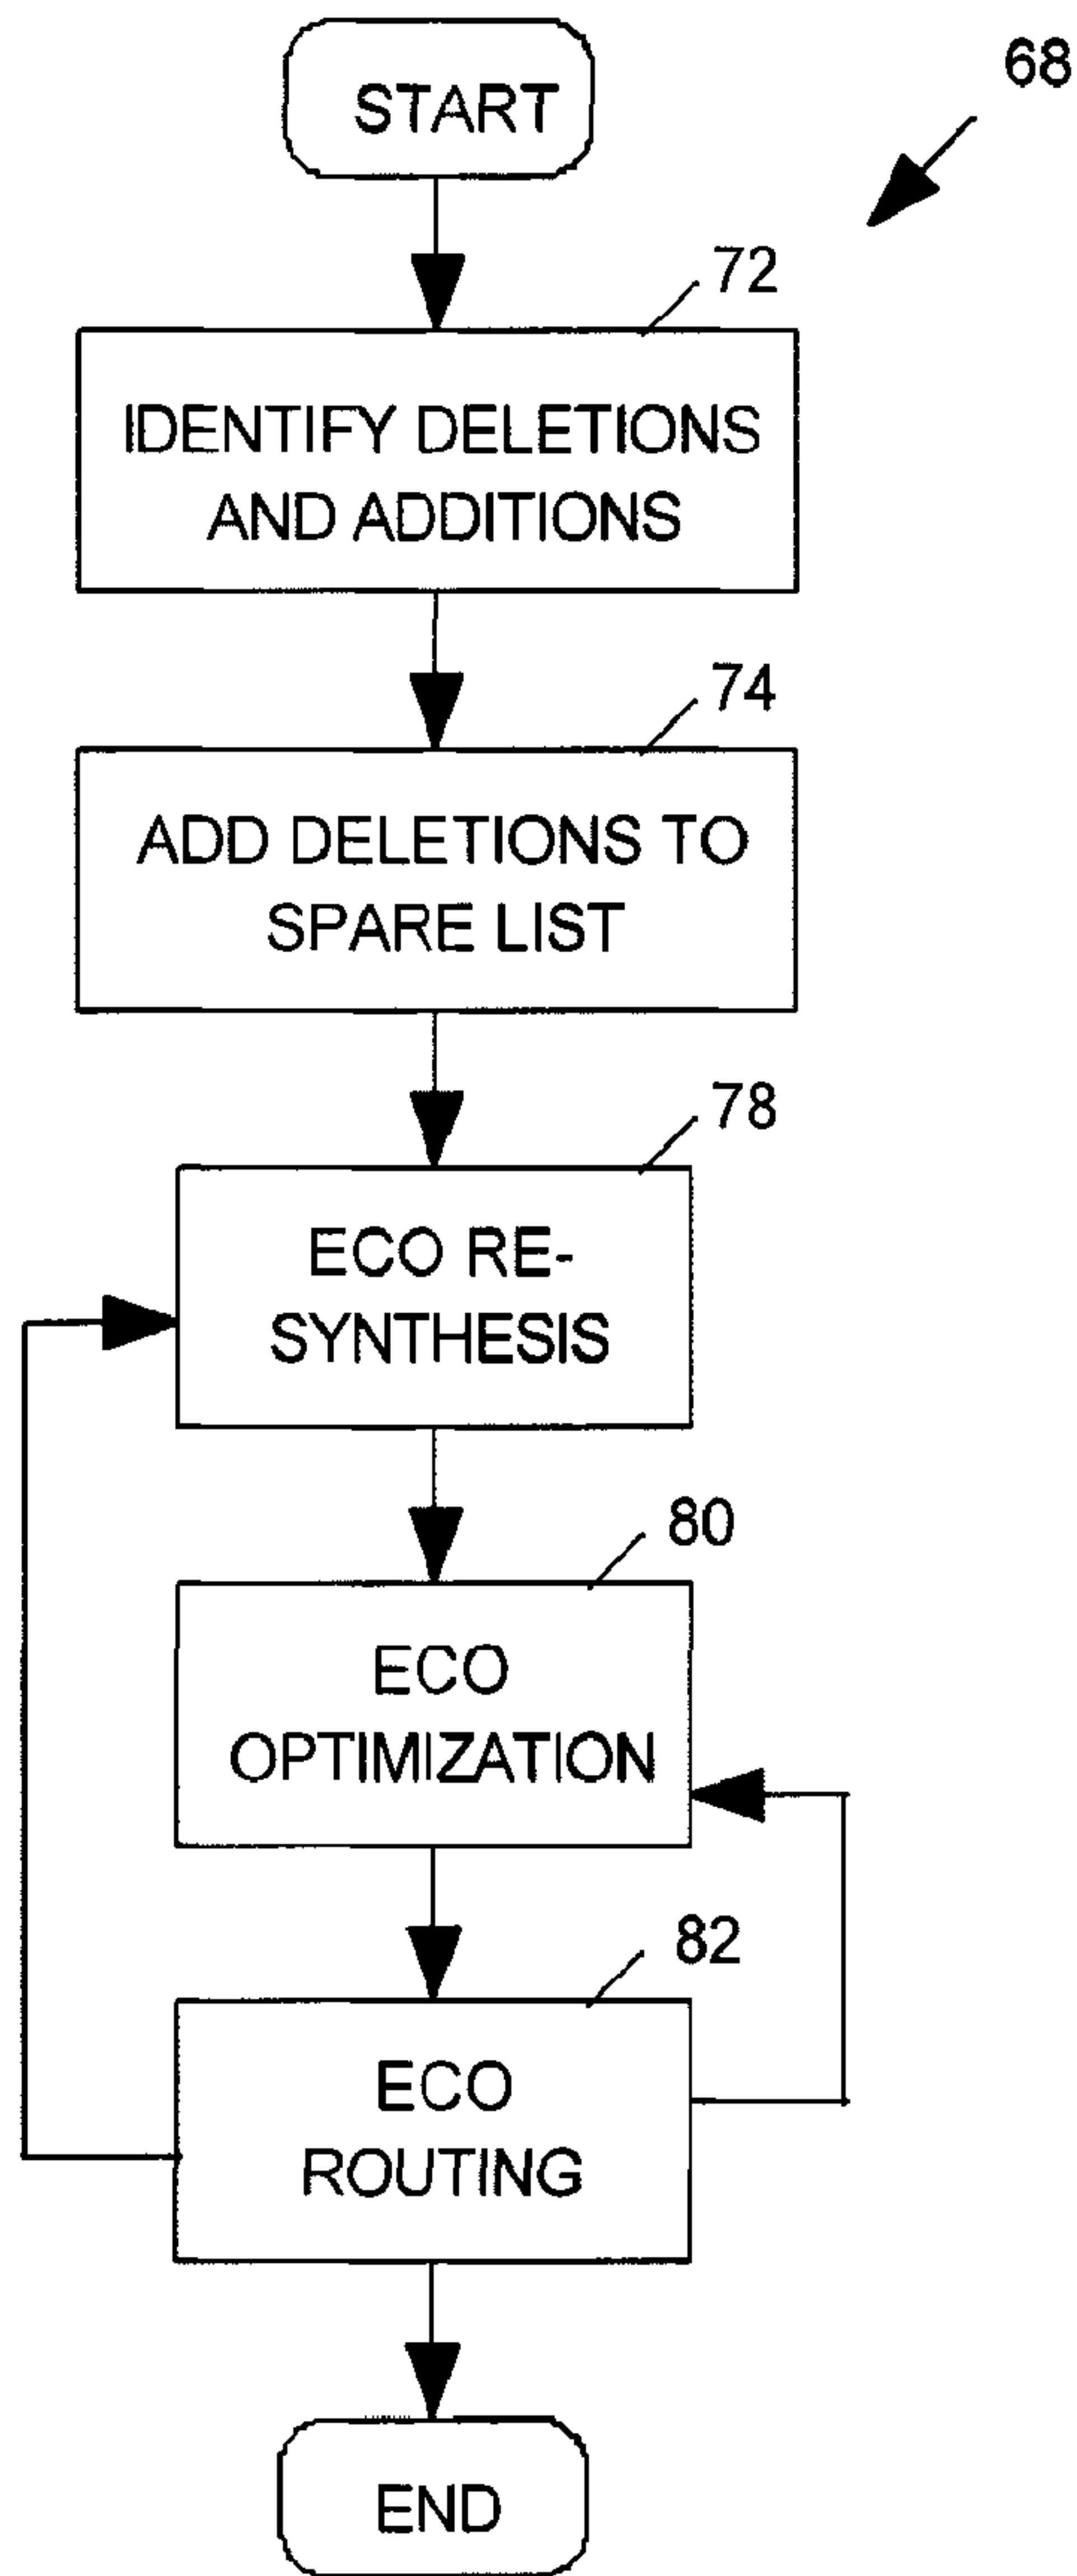 START
68
72
IDENTIFY DELETIONS
AND ADDITIONS
74
ADD DELETIONS TO
SPARE LIST
78
ECO RE-
SYNTHESIS
80
ECO
OPTIMIZATION
82
ECO
ROUTING
END